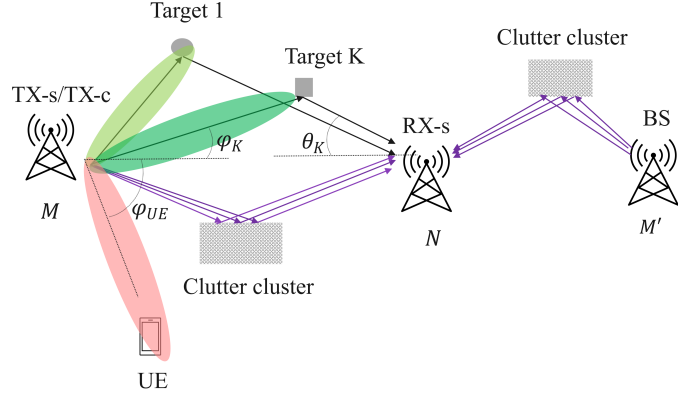 Target 1
Clutter cluster
Target K
TX-s/TX-c
RX-s
BS
φ_K
θ_K
φ_UE
M
N
M'
Clutter cluster
UE